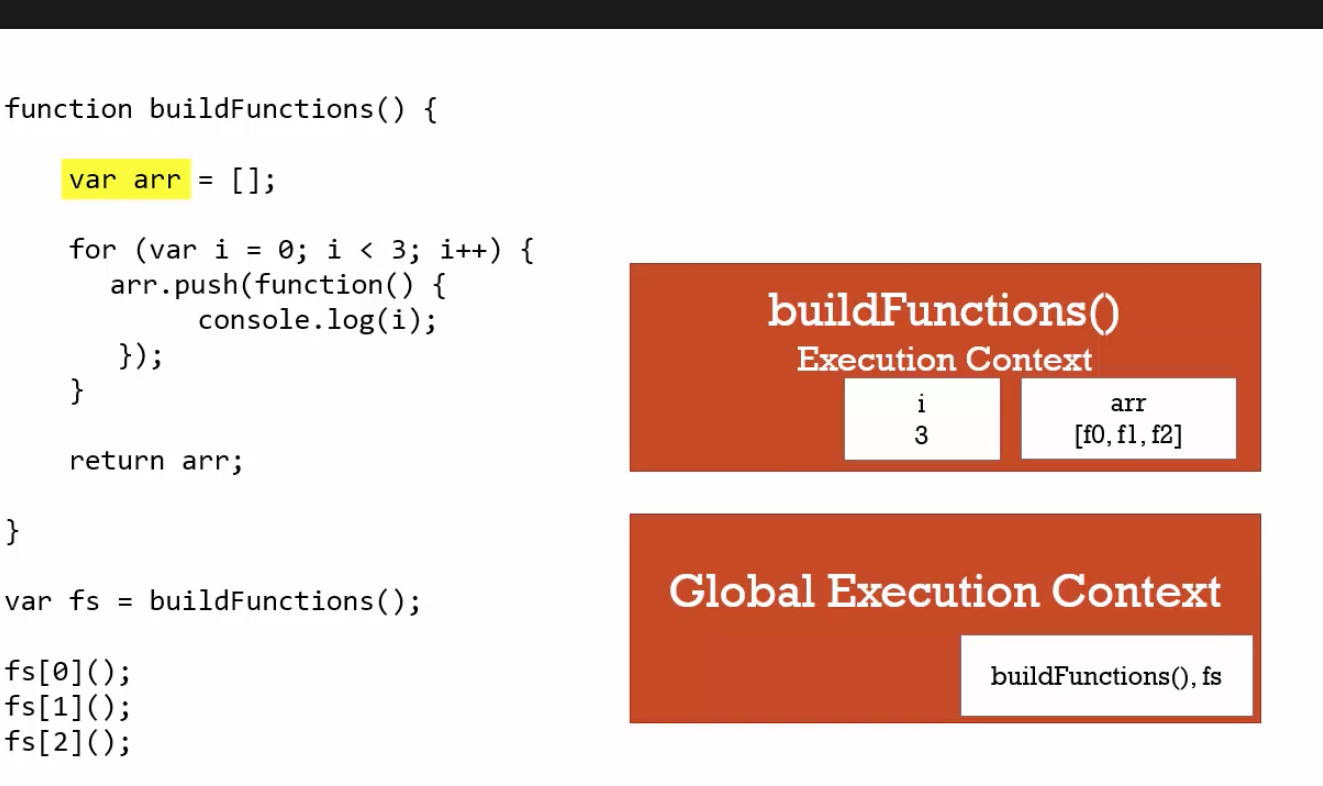 function buildFunctions() {
var arr = [];
for (var i = 0; i < 3; i++) {
arr.push(function() {
console.log(i);
});
}
return arr;
}
var fs = buildFunctions();
fs[0]();
fs[1]();
fs[2]();
buildFunctions()
Execution Context
i
3
arr
[f0, f1, f2]
Global Execution Context
buildFunctions(), fs